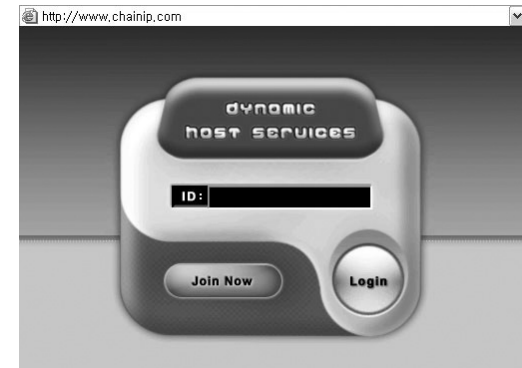 http://www.chainip.com
DYNAMIC
HOST SERVICES
ID:
Join Now
Login